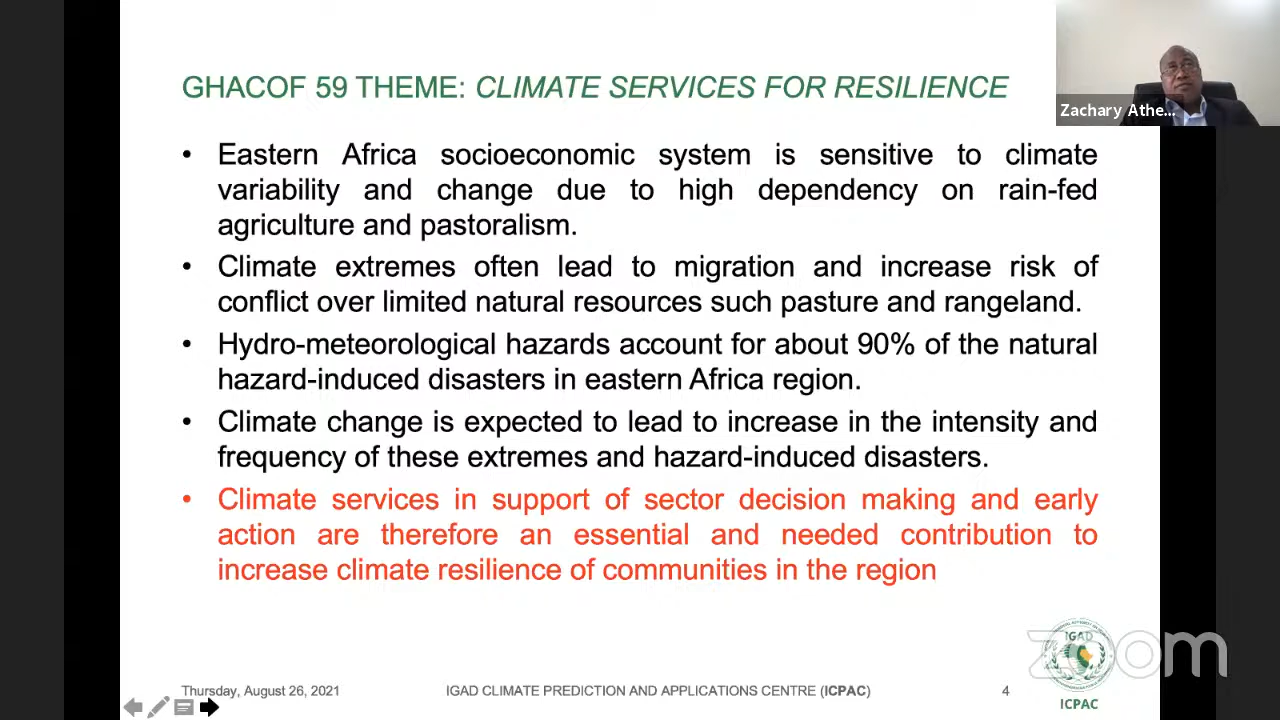 GHACOF 59 THEME: CLIMATE SERVICES FOR RESILIENCE
Zachary Athe...
• Eastern Africa socioeconomic system is sensitive to climate
variability and change due to high dependency on rain-fed
agriculture and pastoralism.
• Climate extremes often lead to migration and increase risk of
conflict over limited natural resources such pasture and rangeland.
• Hydro-meteorological hazards account for about 90% of the natural
hazard-induced disasters in eastern Africa region.
• Climate change is expected to lead to increase in the intensity and
frequency of these extremes and hazard-induced disasters.
• Climate services in support of sector decision making and early
action are therefore an essential and needed contribution to
increase climate resilience of communities in the region
IGAD
zoom
Thursday, August 26, 2021
IGAD CLIMATE PREDICTION AND APPLICATIONS CENTRE (ICPAC)
4
ICPAC